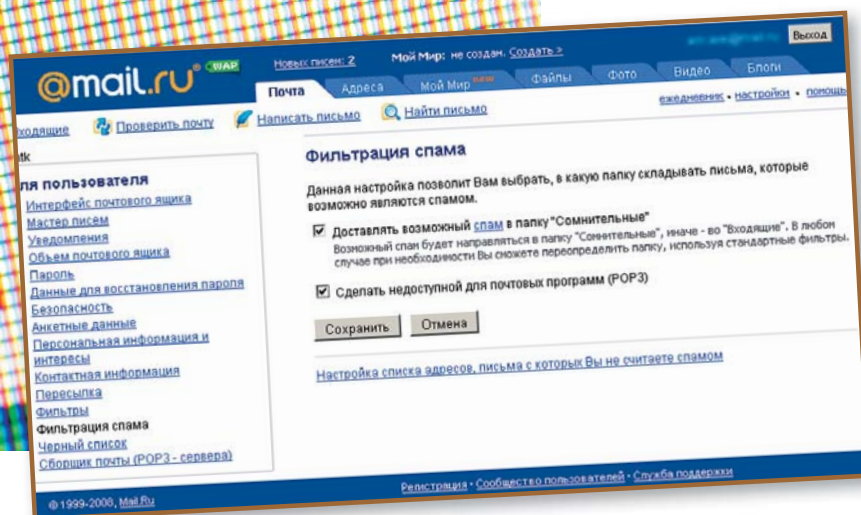 @mail.ru® WAP
Новых писем: 2
Мой Мир: не создан. Создать >
Выход
Почта
Адреса
Мой Мир new
Файлы
Фото
Видео
Блоги
ходящие
Проверить почту
Написать письмо
Найти письмо
ежедневник • настройки • помощь
tk
ля пользователя
Интерфейс почтового ящика
Мастер писем
Уведомления
Объем почтового ящика
Пароль
Данные для восстановления пароля
Безопасность
Анкетные данные
Персональная информация и
интересы
Контактная информация
Пересылка
Фильтры
Фильтрация спама
Черный список
Сборщик почты (POP3 - сервера)
Фильтрация спама
Данная настройка позволит Вам выбрать, в какую папку складывать письма, которые
возможно являются спамом.
Доставлять возможный спам в папку "Сомнительные"
Возможный спам будет направляться в папку "Сомнительные", иначе - во "Входящие". В любом
случае при необходимости Вы сможете переопределить папку, используя стандартные фильтры.
Сделать недоступной для почтовых программ (POP3)
Сохранить
Отмена
Настройка списка адресов, письма с которых Вы не считаете спамом
© 1999-2008, Mail.Ru
Регистрация • Сообщество пользователей • Служба поддержки